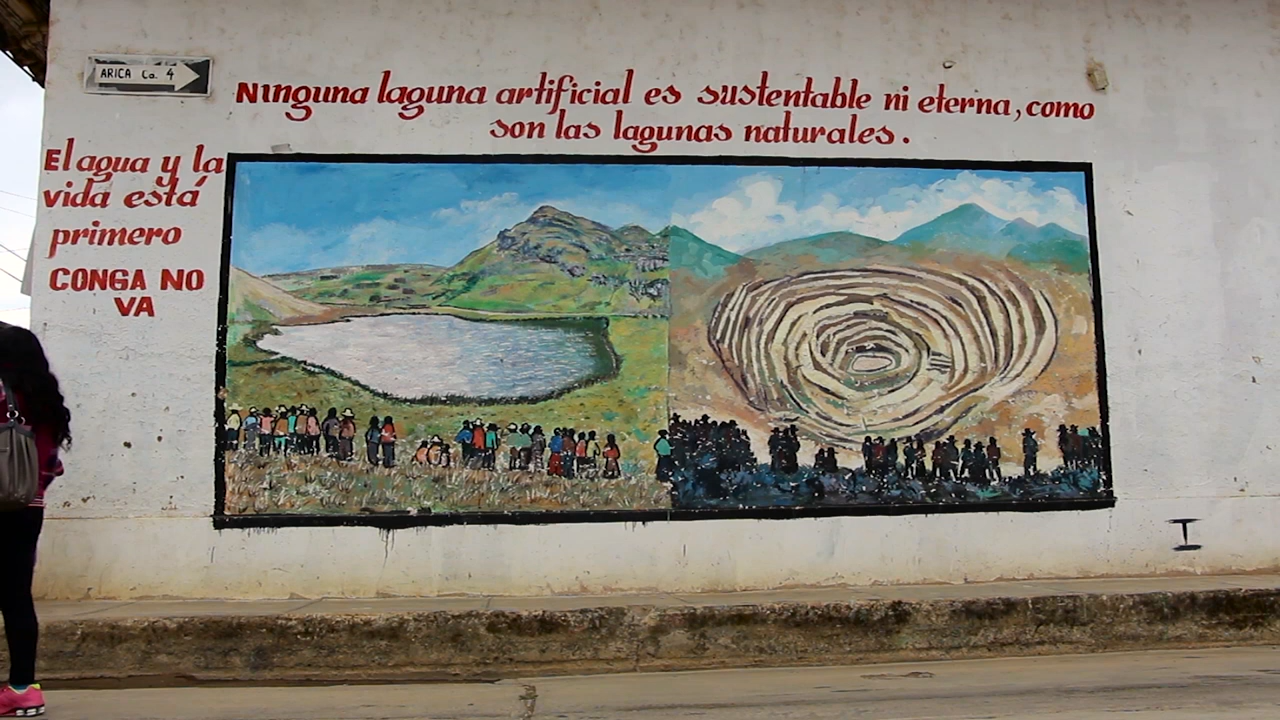 ARICA Ca. 4
Ninguna laguna artificial es sustentable ni eterna, como
son las lagunas naturales.
El agua y la
vida está
primero
CONGA NO
VA
I